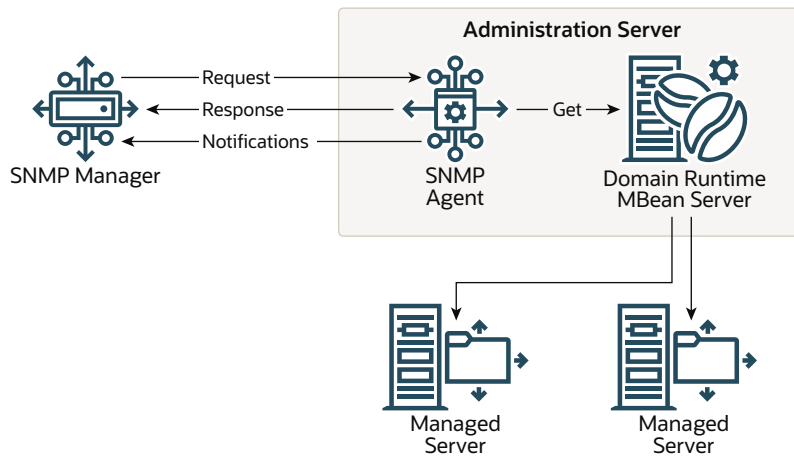 Administration Server
Request
Response
Get
Notifications
SNMP Manager
SNMP
Agent
Domain Runtime
MBean Server
Managed
Server
Managed
Server